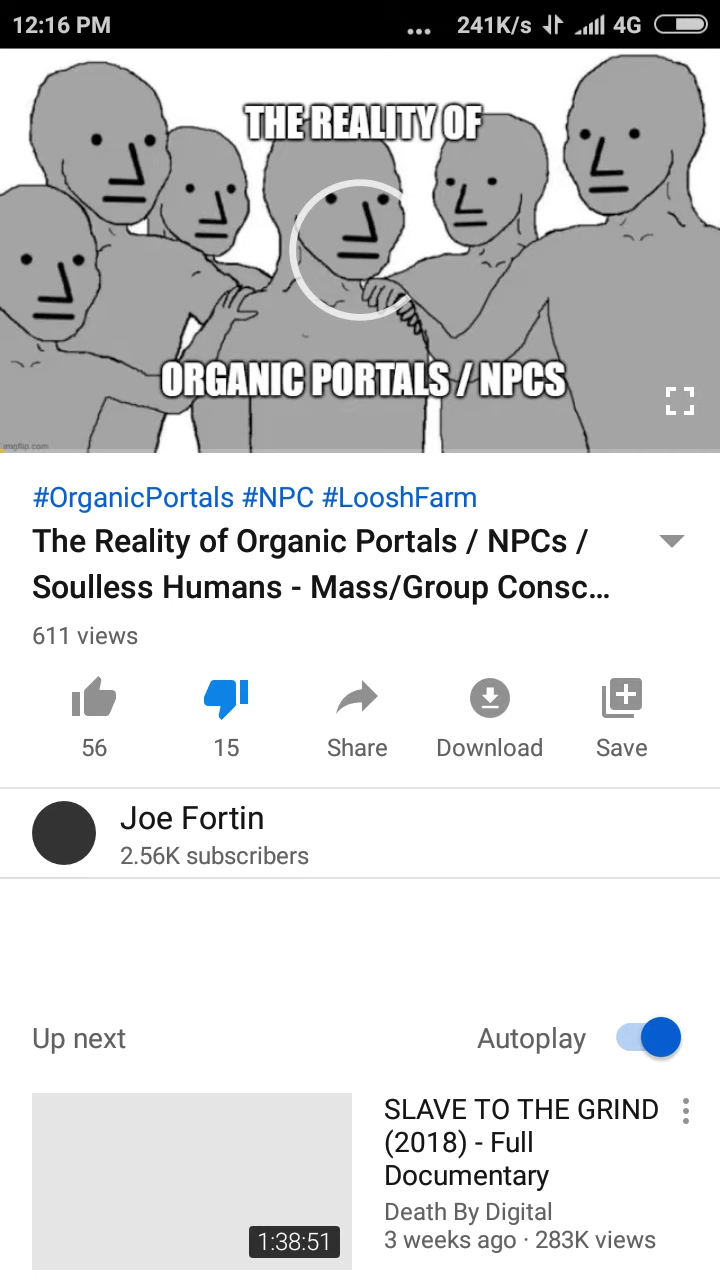 12:16 PM ... 241K/s 4G
THE REALITY OF
ORGANIC PORTALS / NPCS
imgflip.com
#OrganicPortals #NPC #LooshFarm
The Reality of Organic Portals / NPCs /
Soulless Humans - Mass/Group Consc...
611 views
56 15 Share Download Save
Joe Fortin
2.56K subscribers
Up next Autoplay
SLAVE TO THE GRIND
(2018) - Full
Documentary
Death By Digital
1:38:51 3 weeks ago · 283K views